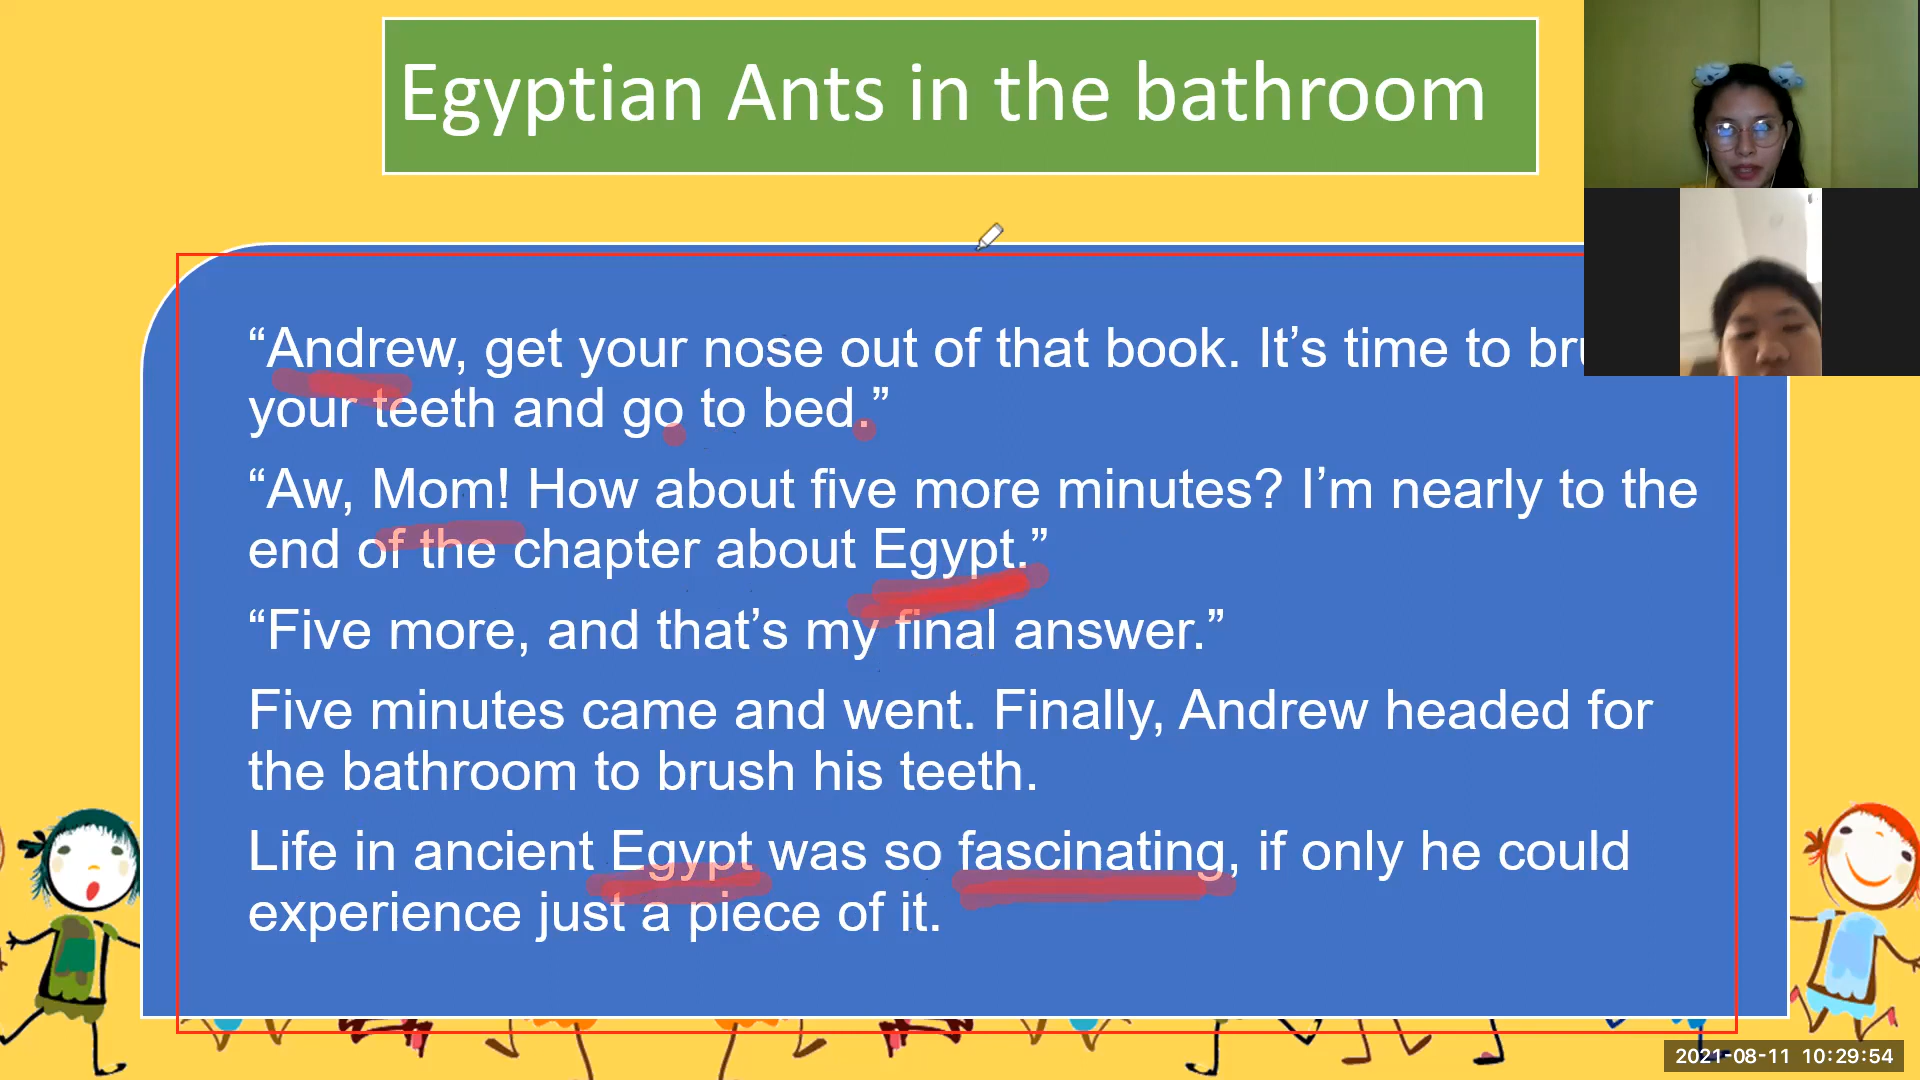 Egyptian Ants in the bathroom
“Andrew, get your nose out of that book. It’s time to
your teeth and go to bed.”
“Aw, Mom! How about five more minutes? I’m nearly to the
end of the chapter about Egypt.”
“Five more, and that’s my final answer.”
Five minutes came and went. Finally, Andrew headed for
the bathroom to brush his teeth.
Life in ancient Egypt was so fascinating, if only he could
experience just a piece of it.
2021-08-11 10:29:54